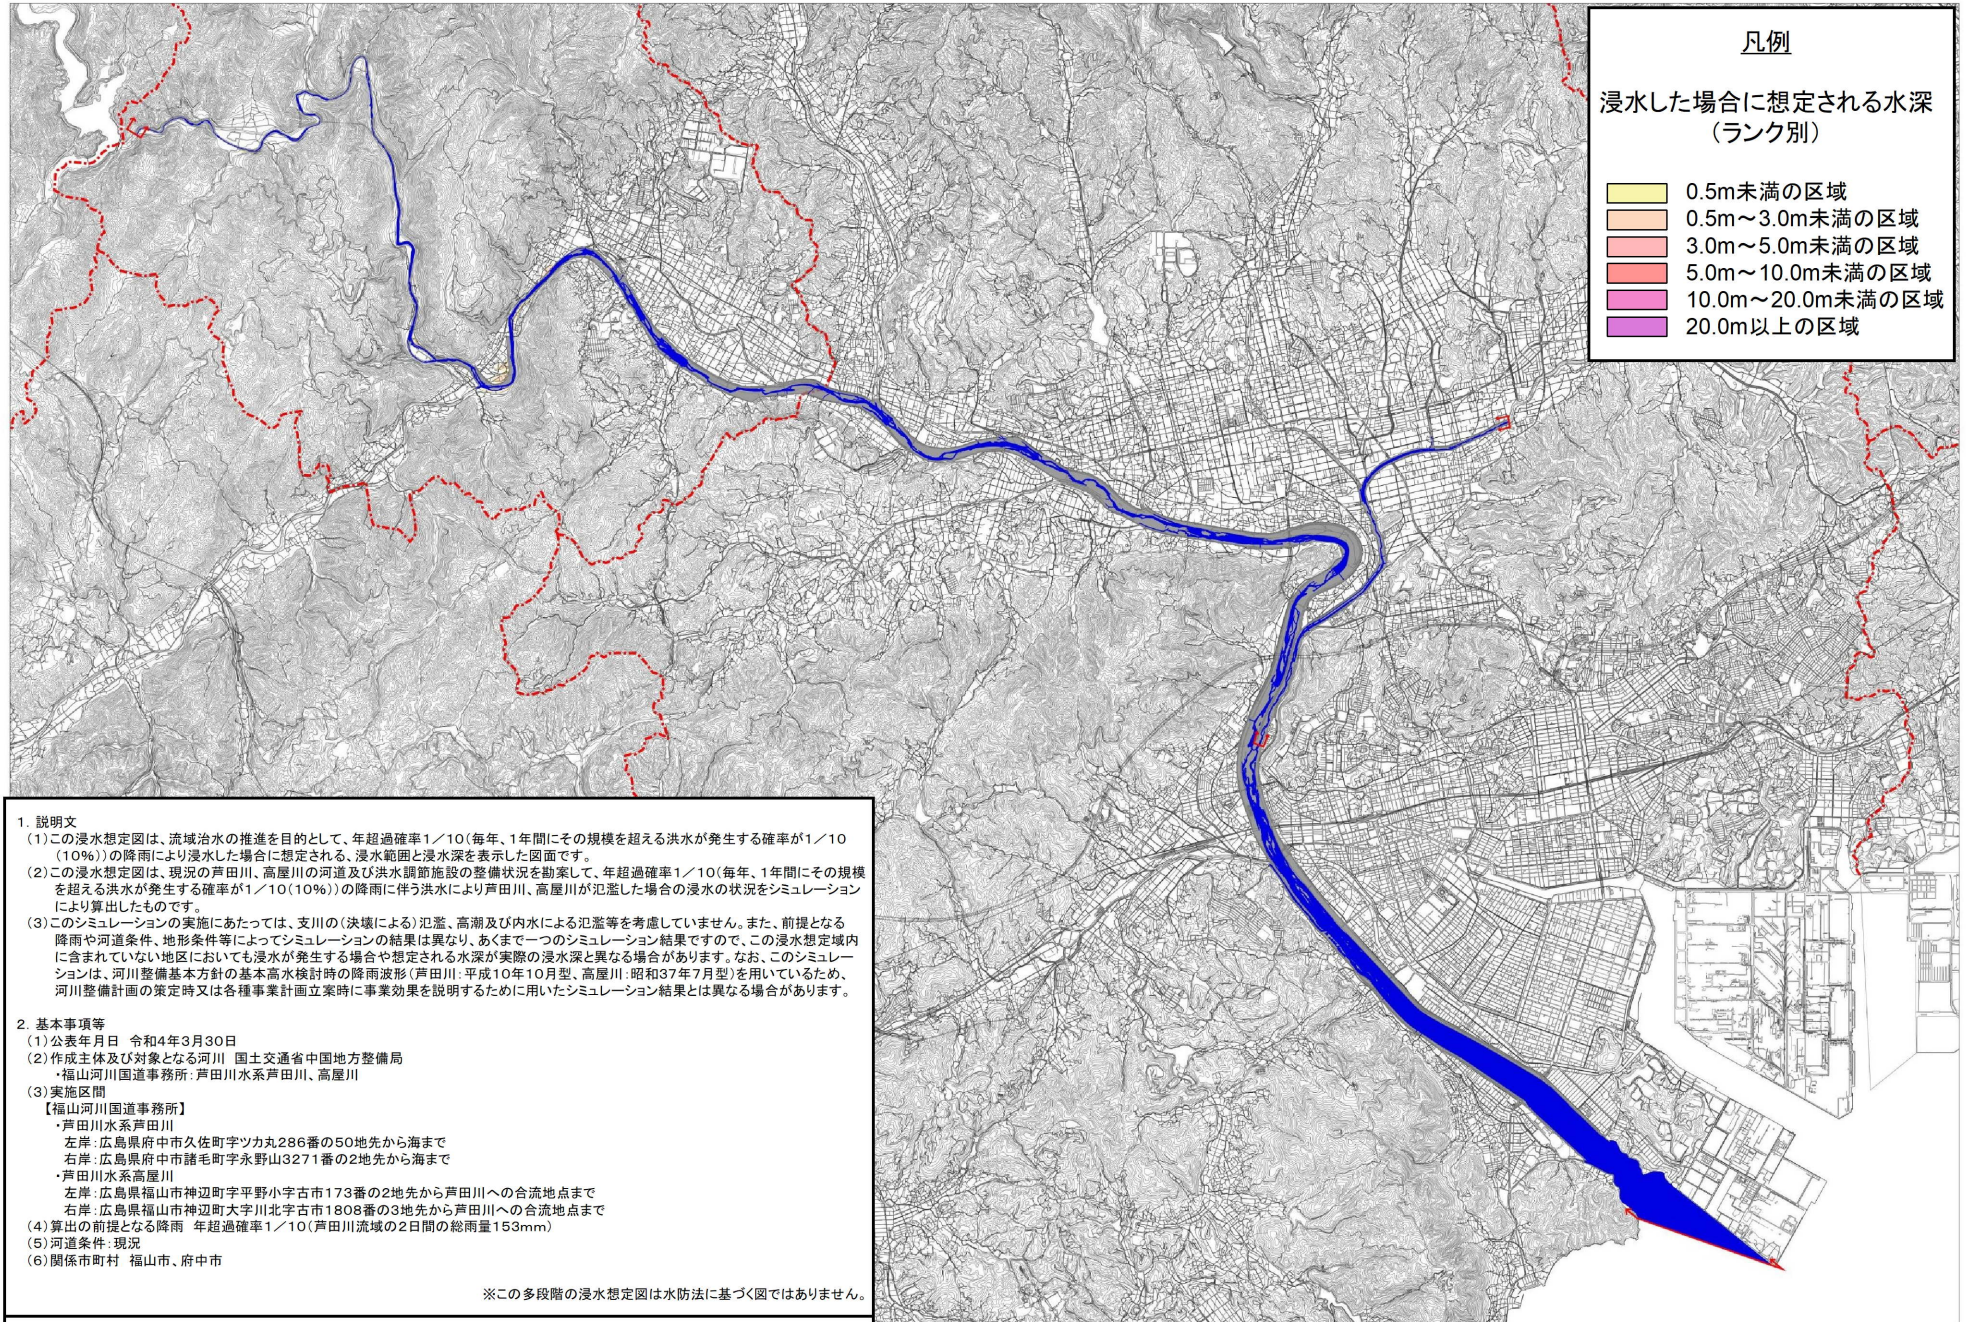 凡例
浸水した場合に想定される水深
（ランク別）
0.5m未満の区域
0.5m～3.0m未満の区域
3.0m～5.0m未満の区域
5.0m～10.0m未満の区域
10.0m～20.0m未満の区域
20.0m以上の区域
1. 説明文
(1)この浸水想定図は、流域治水の推進を目的として、年超過確率1／10(毎年、1年間にその規模を超える洪水が発生する確率が1／10
(10%))の降雨により浸水した場合に想定される、浸水範囲と浸水深を表示した図面です。
(2)この浸水想定図は、現況の芦田川、高屋川の河道及び洪水調節施設の整備状況を勘案して、年超過確率1／10(毎年、1年間にその規模
を超える洪水が発生する確率が1／10(10%))の降雨に伴う洪水により芦田川、高屋川が氾濫した場合の浸水の状況をシミュレーション
により算出したものです。
(3)このシミュレーションの実施にあたっては、支川の(決壊による)氾濫、高潮及び内水による氾濫等を考慮していません。また、前提となる
降雨や河道条件、地形条件等によってシミュレーションの結果は異なり、あくまで一つのシミュレーション結果ですので、この浸水想定域内
に含まれていない地区においても浸水が発生する場合や想定される水深が実際の浸水深と異なる場合があります。なお、このシミュレー
ションは、河川整備基本方針の基本高水検討時の降雨波形(芦田川:平成10年10月型、高屋川:昭和37年7月型)を用いているため、
河川整備計画の策定時又は各種事業計画立案時に事業効果を説明するために用いたシミュレーション結果とは異なる場合があります。
2. 基本事項等
(1)公表年月日 令和4年3月30日
(2)作成主体及び対象となる河川 国土交通省中国地方整備局
・福山河川国道事務所:芦田川水系芦田川、高屋川
(3)実施区間
【福山河川国道事務所】
・芦田川水系芦田川
左岸:広島県府中市久佐町字ツカ丸286番の50地先から海まで
右岸:広島県府中市諸毛町字永野山3271番の2地先から海まで
・芦田川水系高屋川
左岸:広島県福山市神辺町字平野小字古市173番の2地先から芦田川への合流地点まで
右岸:広島県福山市神辺町大字川北字古市1808番の3地先から芦田川への合流地点まで
(4)算出の前提となる降雨 年超過確率1／10(芦田川流域の2日間の総雨量153mm)
(5)河道条件:現況
(6)関係市町村 福山市、府中市
※この多段階の浸水想定図は水防法に基づく図ではありません。